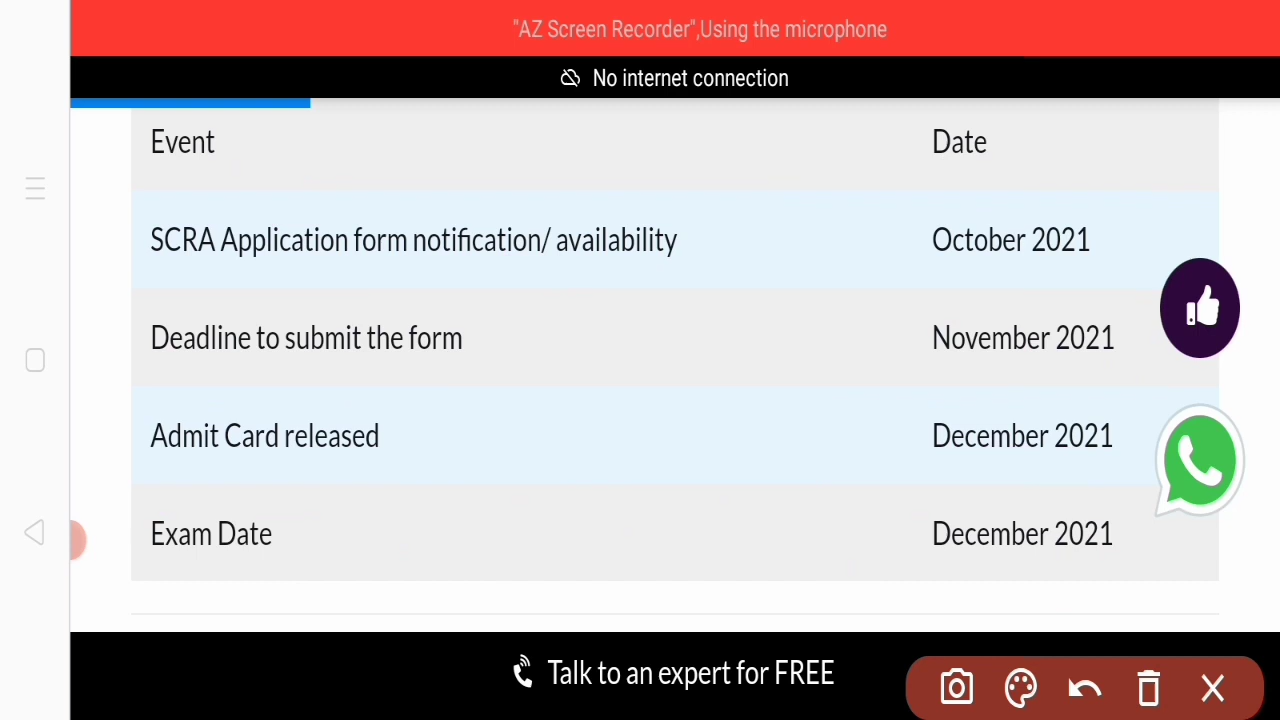 "AZ Screen Recorder",Using the microphone
No internet connection
Event Date
SCRA Application form notification/ availability October 2021
Deadline to submit the form November 2021
Admit Card released December 2021
Exam Date December 2021
Talk to an expert for FREE